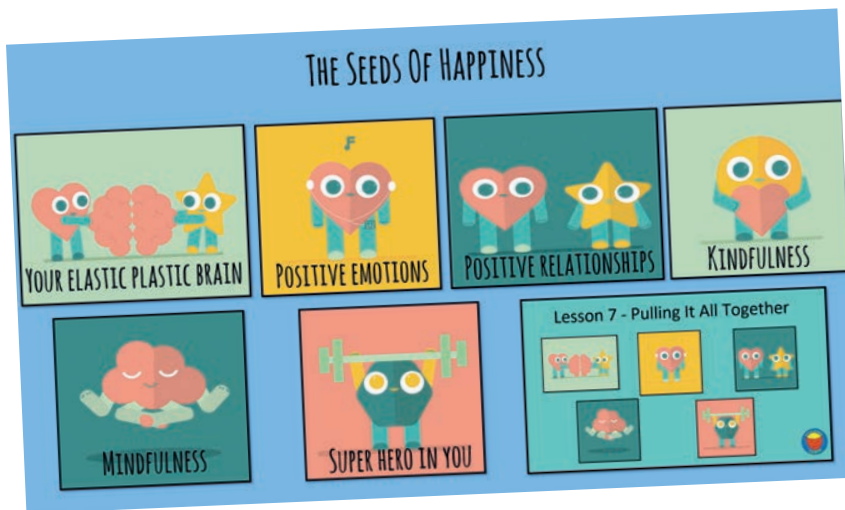 THE SEEDS OF HAPPINESS
YOUR ELASTIC PLASTIC BRAIN
POSITIVE EMOTIONS
POSITIVE RELATIONSHIPS
KINDFULNESS
MINDFULNESS
SUPER HERO IN YOU
Lesson 7 - Pulling It All Together